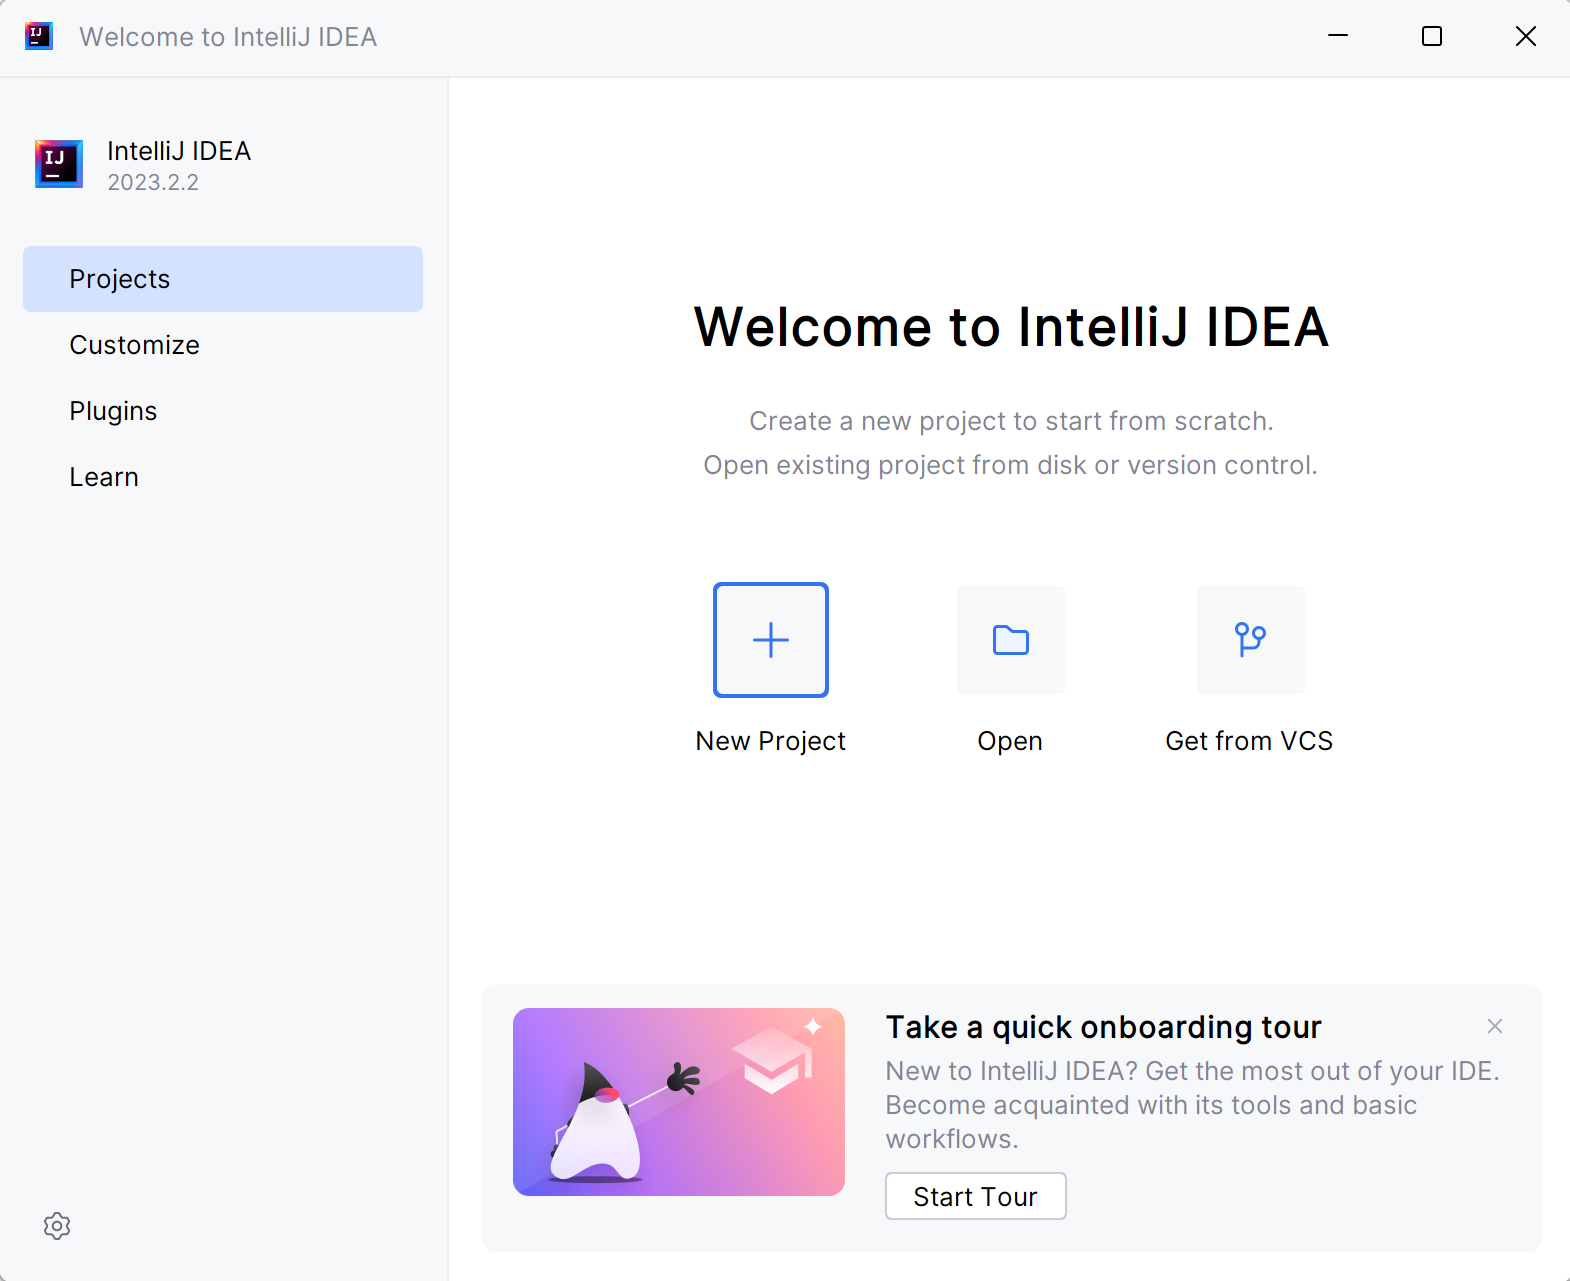 IJ
Welcome to IntelliJ IDEA
IJ
IntelliJ IDEA
2023.2.2
Projects
Customize
Plugins
Learn
Welcome to IntelliJ IDEA
Create a new project to start from scratch.
Open existing project from disk or version control.
New Project
Open
Get from VCS
Take a quick onboarding tour
New to IntelliJ IDEA? Get the most out of your IDE.
Become acquainted with its tools and basic
workflows.
Start Tour